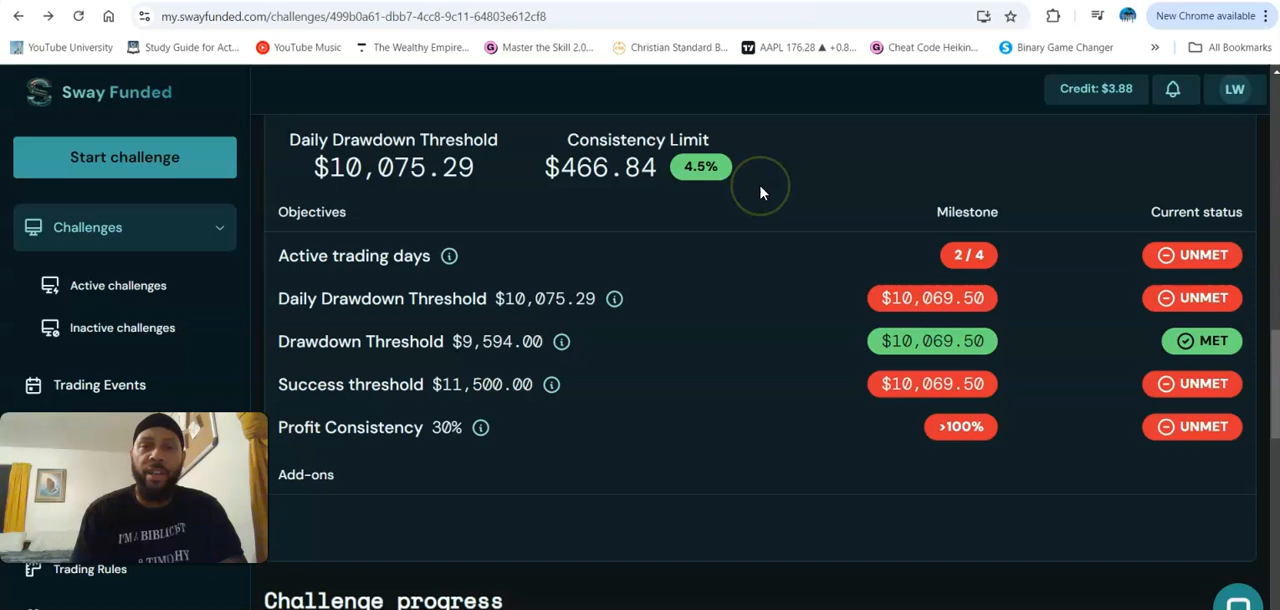 my.swayfunded.com/challenges/499b0a61-dbb7-4cc8-9c11-64803e612cf8
New Chrome available
YouTube University
Study Guide for Act...
YouTube Music
The Wealthy Empire...
Master the Skill 2.0...
Christian Standard B...
AAPL 176.28 ▲ +0.8...
Cheat Code Heikin...
Binary Game Changer
»
All Bookmarks
Sway Funded
Credit: $3.88
LW
Start challenge
Daily Drawdown Threshold
Consistency Limit
$10,075.29
$466.84
4.5%
Challenges
Objectives
Milestone
Current status
Active trading days
2 / 4
UNMET
Active challenges
Daily Drawdown Threshold $10,075.29
$10,069.50
UNMET
Inactive challenges
Drawdown Threshold $9,594.00
$10,069.50
MET
Trading Events
Success threshold $11,500.00
$10,069.50
UNMET
Profit Consistency 30%
>100%
UNMET
Add-ons
I'M A BIBLICIST
TIMOTHY
Trading Rules
Challenge progress